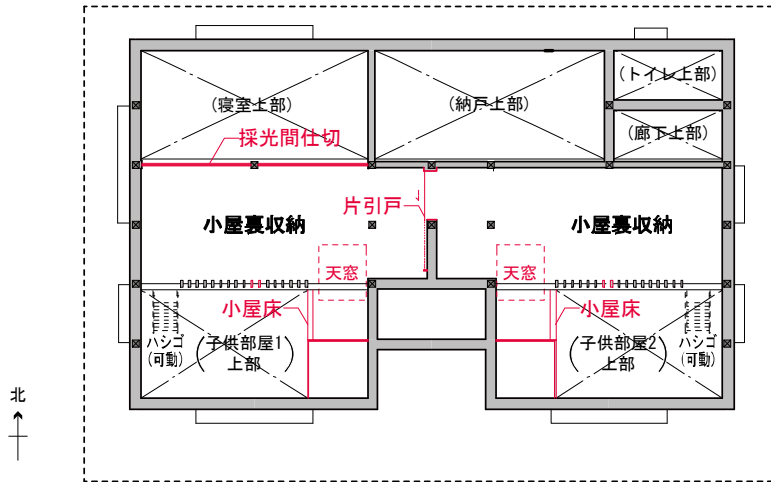 (トイレ上部)
(寝室上部)
(納戸上部)
(廊下上部)
採光間仕切
片引戸
小屋裏収納
小屋裏収納
天窓
天窓
小屋床
小屋床
ハシゴ
(可動)
(子供部屋1)
上部
(子供部屋2)
上部
ハシゴ
(可動)
北